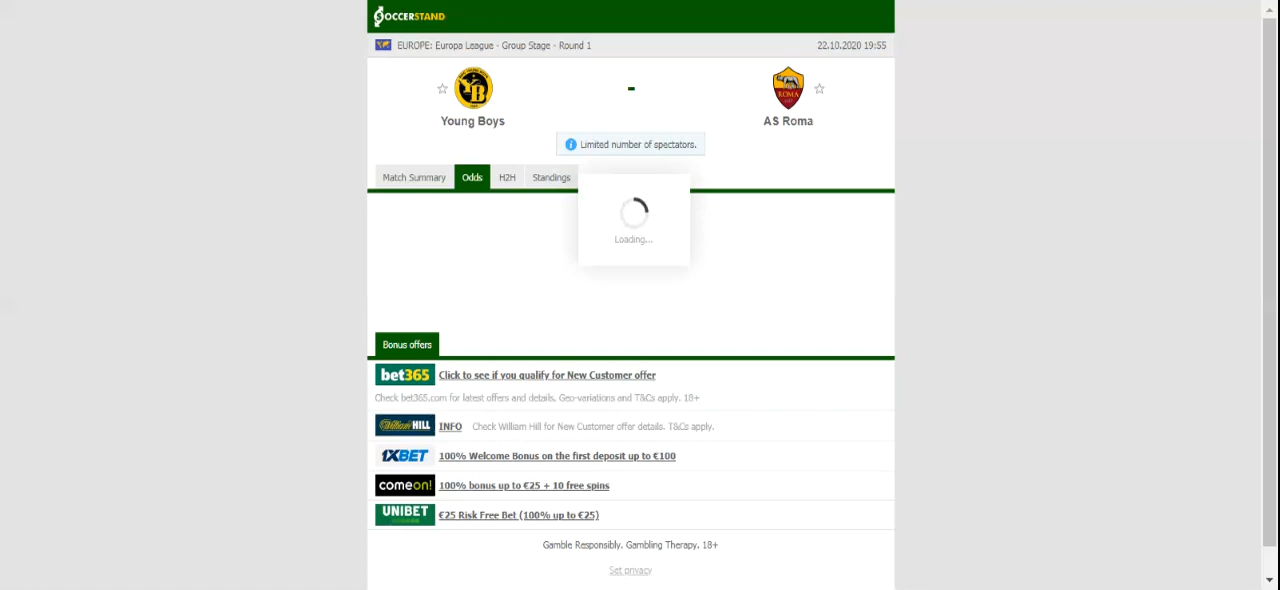 SOCCERSTAND
EUROPE: Europa League - Group Stage - Round 1 22.10.2020 19:55
-
Young Boys AS Roma
Limited number of spectators.
Match Summary Odds H2H Standings
Loading...
Bonus offers
bet365 Click to see if you qualify for New Customer offer
Check bet365.com for latest offers and details. Geo-variations and T&Cs apply. 18+
William HILL INFO Check William Hill for New Customer offer details. T&Cs apply.
1XBET 100% Welcome Bonus on the first deposit up to €100
comeon! 100% bonus up to €25 + 10 free spins
UNIBET €25 Risk Free Bet (100% up to €25)
Gamble Responsibly. Gambling Therapy. 18+
Set privacy